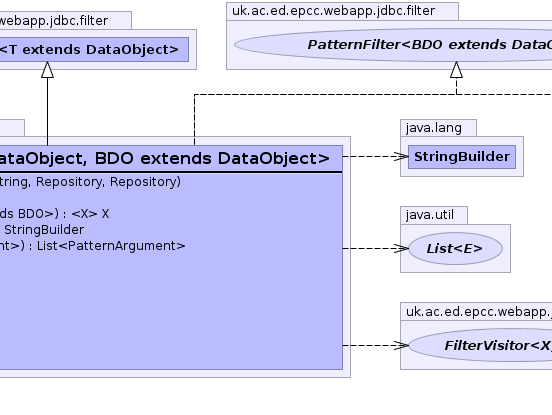 webapp.jdbc.filter
<T extends DataObject>
uk.ac.ed.epcc.webapp.jdbc.filter
PatternFilter<BDO extends DataO
ataObject, BDO extends DataObject>
tring, Repository, Repository)
ds BDO>) : <X> X
StringBuilder
nt>) : List<PatternArgument>
java.lang
StringBuilder
java.util
List<E>
uk.ac.ed.epcc.webapp.j
FilterVisitor<X